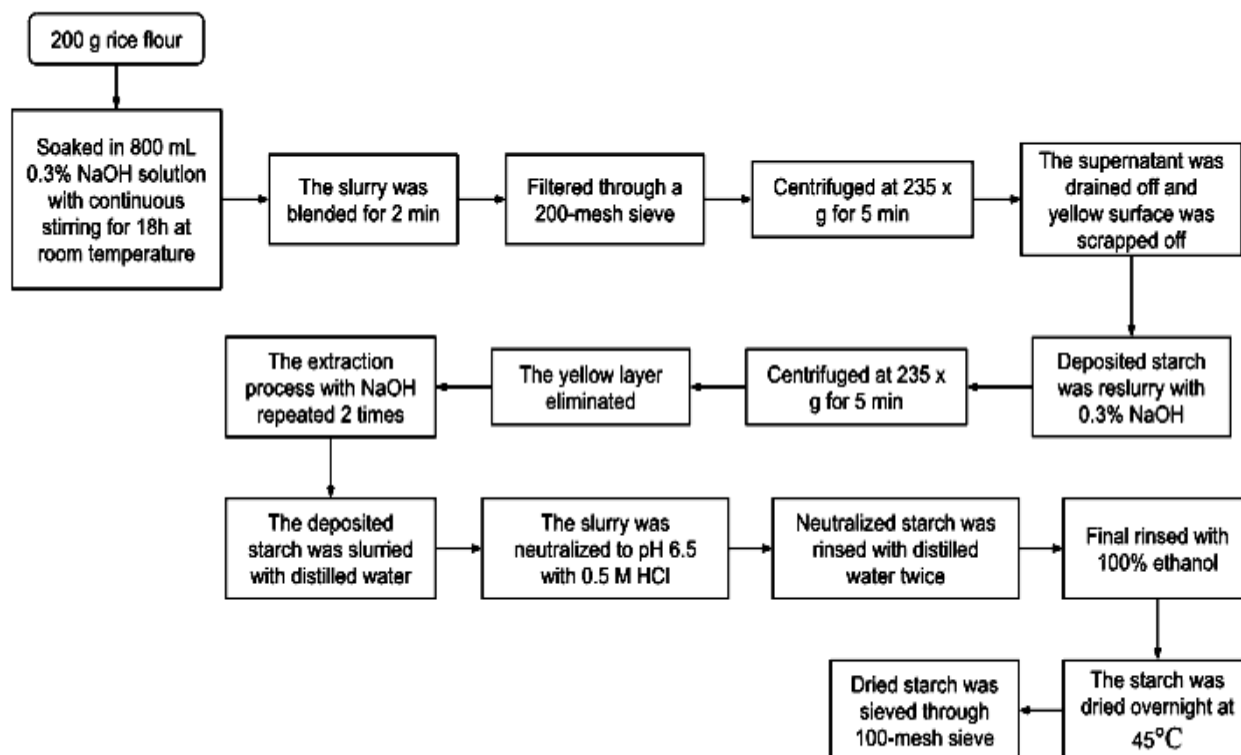 200 g rice flour
Soaked in 800 mL
0.3% NaOH solution
with continuous
stirring for 18h at
room temperature
The slurry was
blended for 2 min
Filtered through a
200-mesh sieve
Centrifuged at 235 x
g for 5 min
The supernatant was
drained off and
yellow surface was
scrapped off
Deposited starch
was reslurry with
0.3% NaOH
Centrifuged at 235 x
g for 5 min
The yellow layer
eliminated
The extraction
process with NaOH
repeated 2 times
The deposited
starch was slurried
with distilled water
The slurry was
neutralized to pH 6.5
with 0.5 M HCl
Neutralized starch was
rinsed with distilled
water twice
Final rinsed with
100% ethanol
The starch was
dried overnight at
45°C
Dried starch was
sieved through
100-mesh sieve